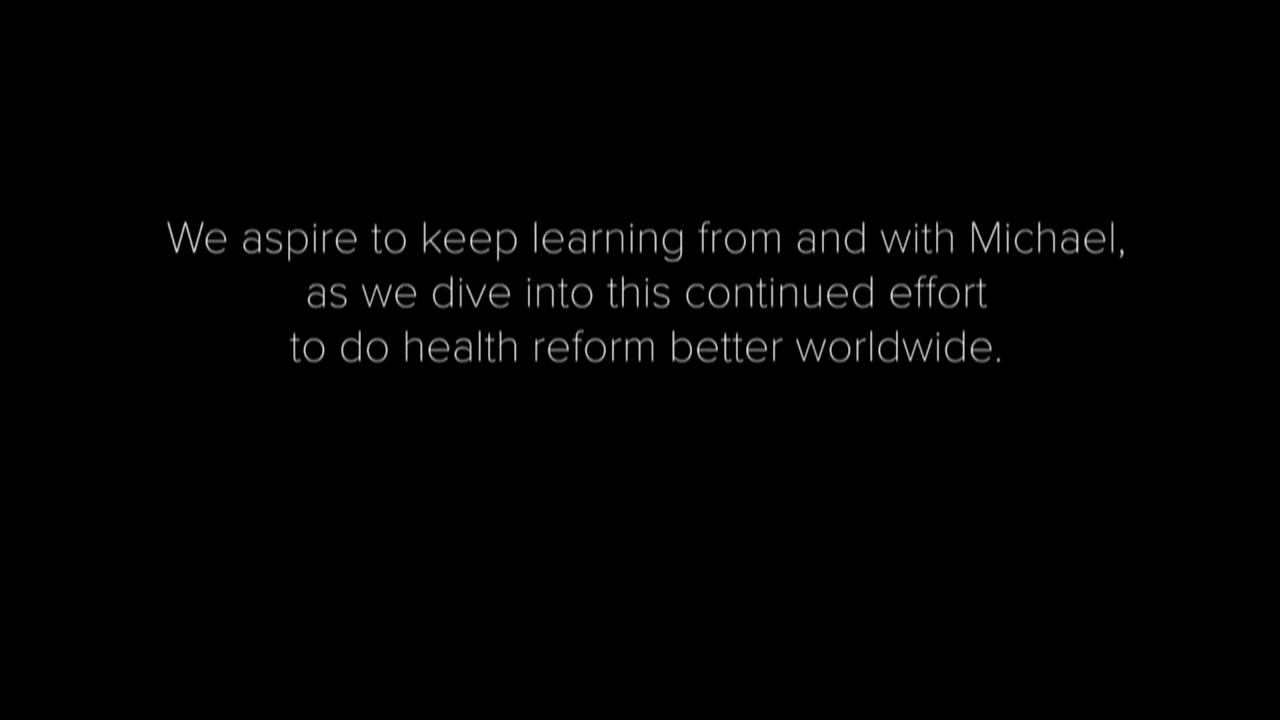 We aspire to keep learning from and with Michael,
as we dive into this continued effort
to do health reform better worldwide.